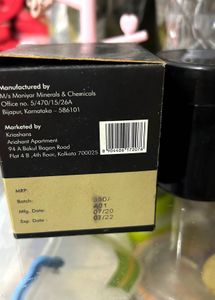 Manufactured by
M/s Maniyar Minerals & Chemicals
Office no. 5/470/15/26A
Bijapur, Karnataka - 586101
Marketed by
Krioshans
Arishant Apartment
94 A Bakul Bagan Road
Flat 4 B ,4th floor, Kolkata 700025
MRP: 350/
Batch: A01
Mfg. Date: 07/20
Exp. Date : 03/22